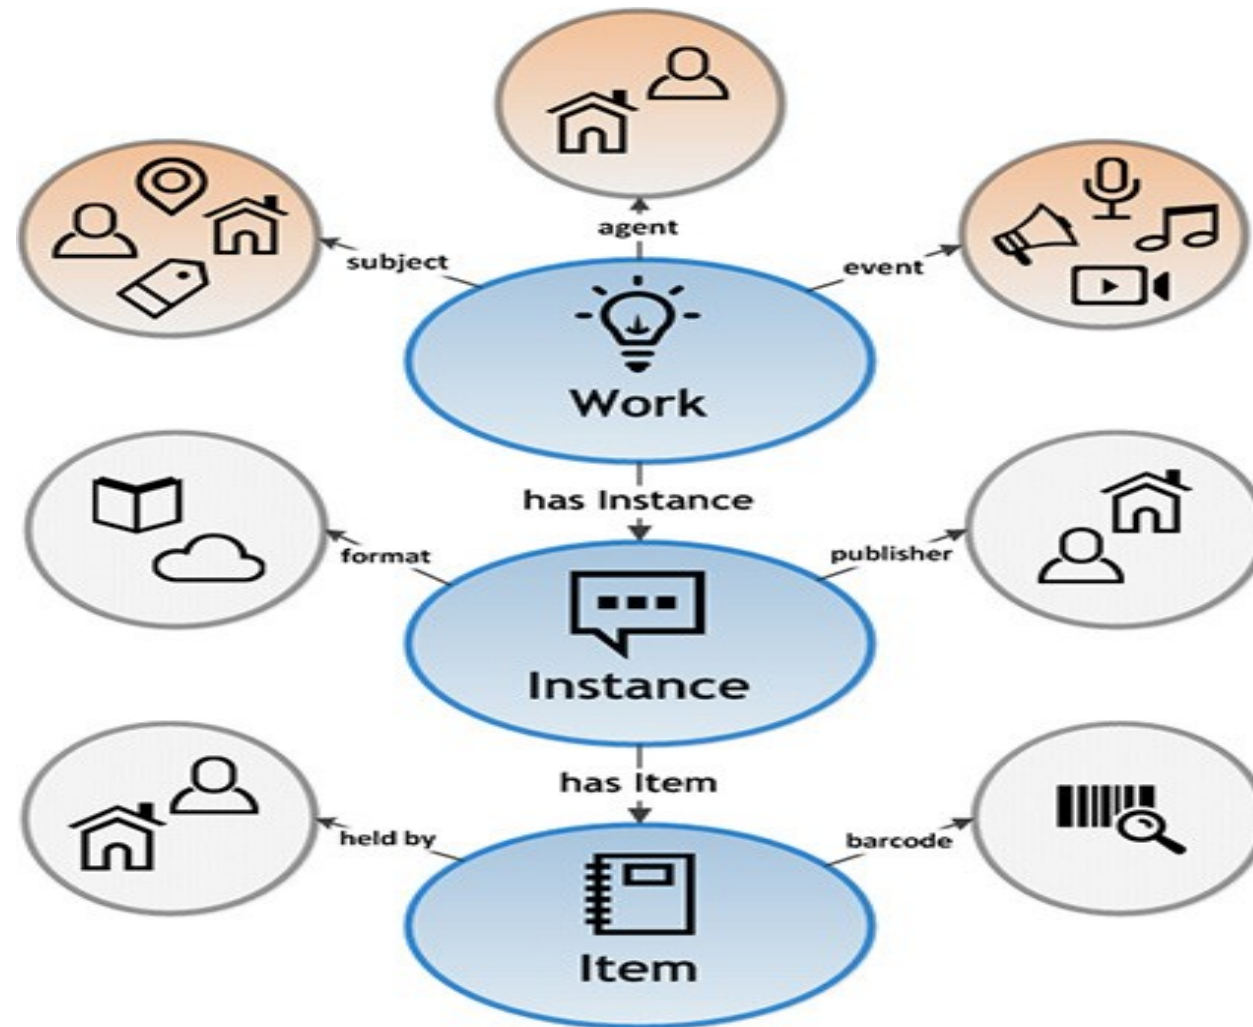 agent
subject
event
Work
has Instance
format
publisher
Instance
has Item
held by
barcode
Item